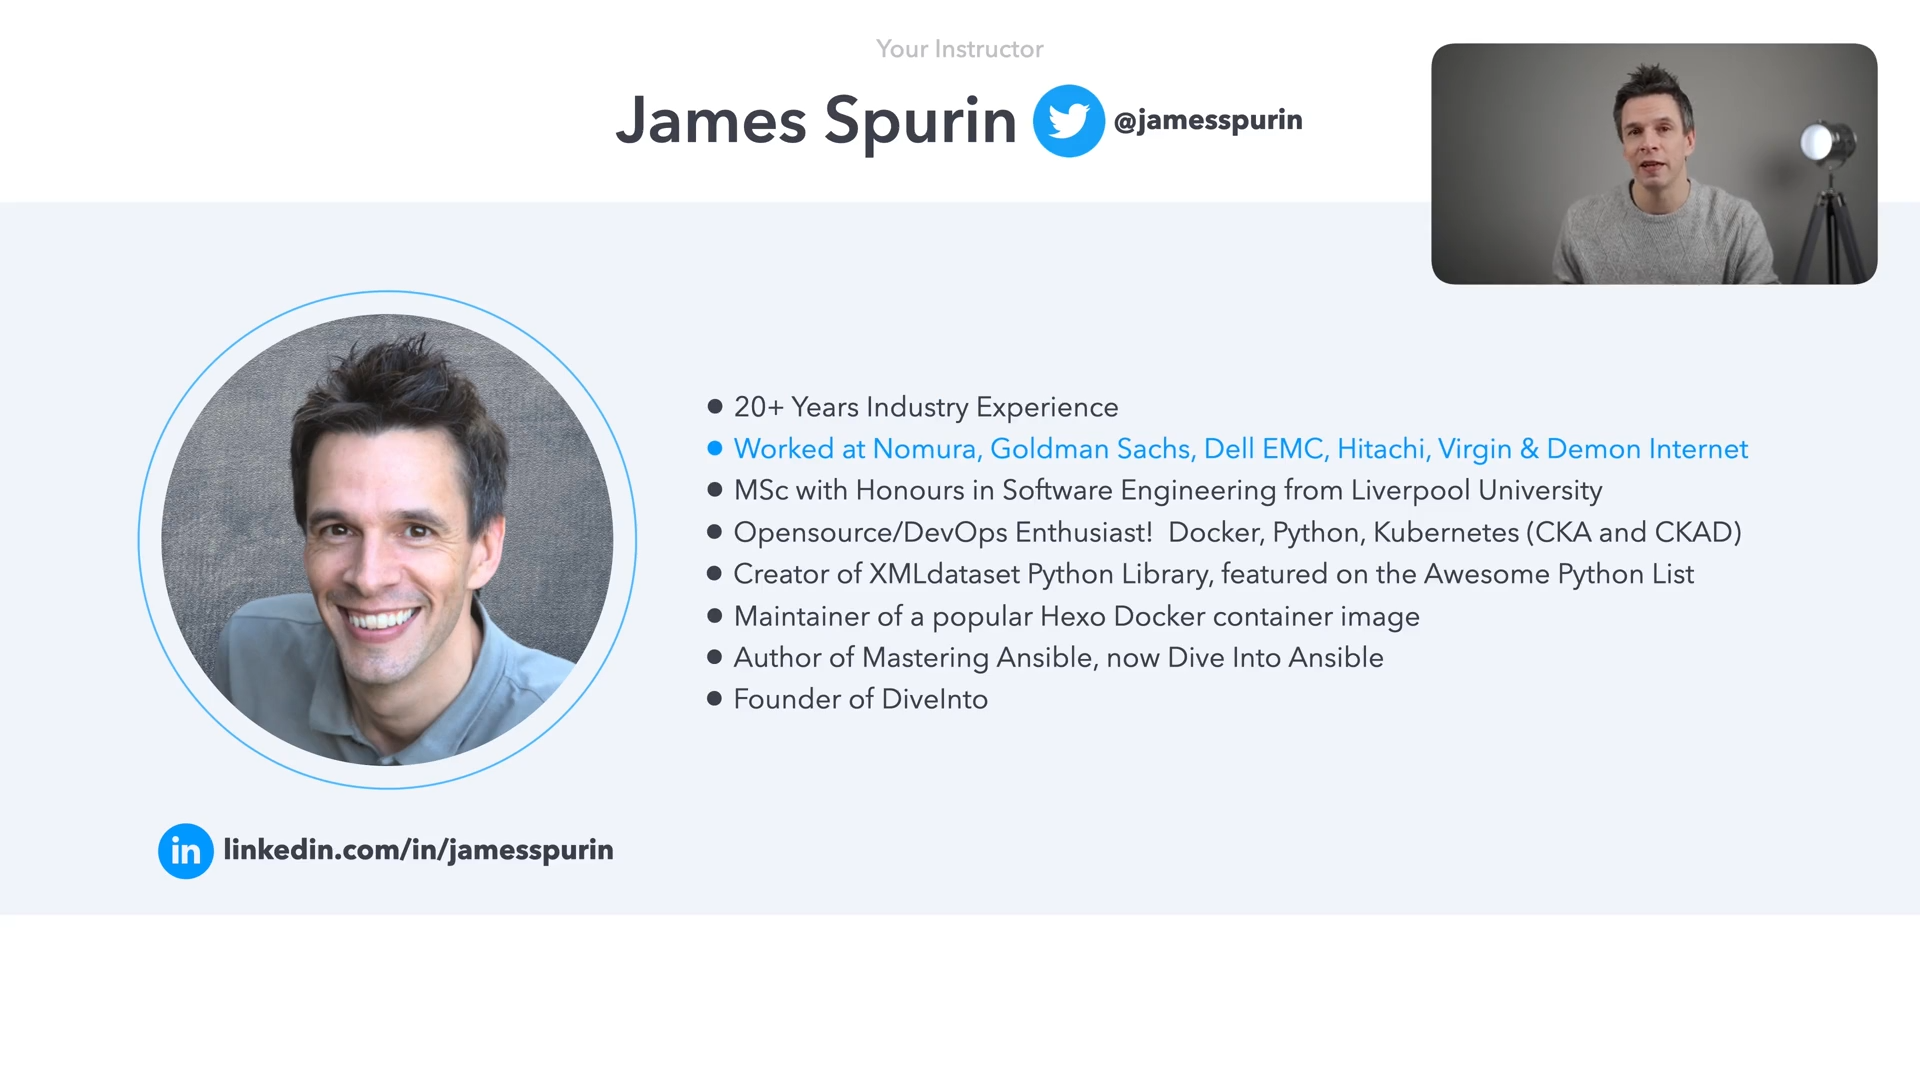 Your Instructor
James Spurin @jamesspurin
20+ Years Industry Experience
Worked at Nomura, Goldman Sachs, Dell EMC, Hitachi, Virgin & Demon Internet
MSc with Honours in Software Engineering from Liverpool University
Opensource/DevOps Enthusiast!  Docker, Python, Kubernetes (CKA and CKAD)
Creator of XMLdataset Python Library, featured on the Awesome Python List
Maintainer of a popular Hexo Docker container image
Author of Mastering Ansible, now Dive Into Ansible
Founder of DiveInto
in linkedin.com/in/jamesspurin